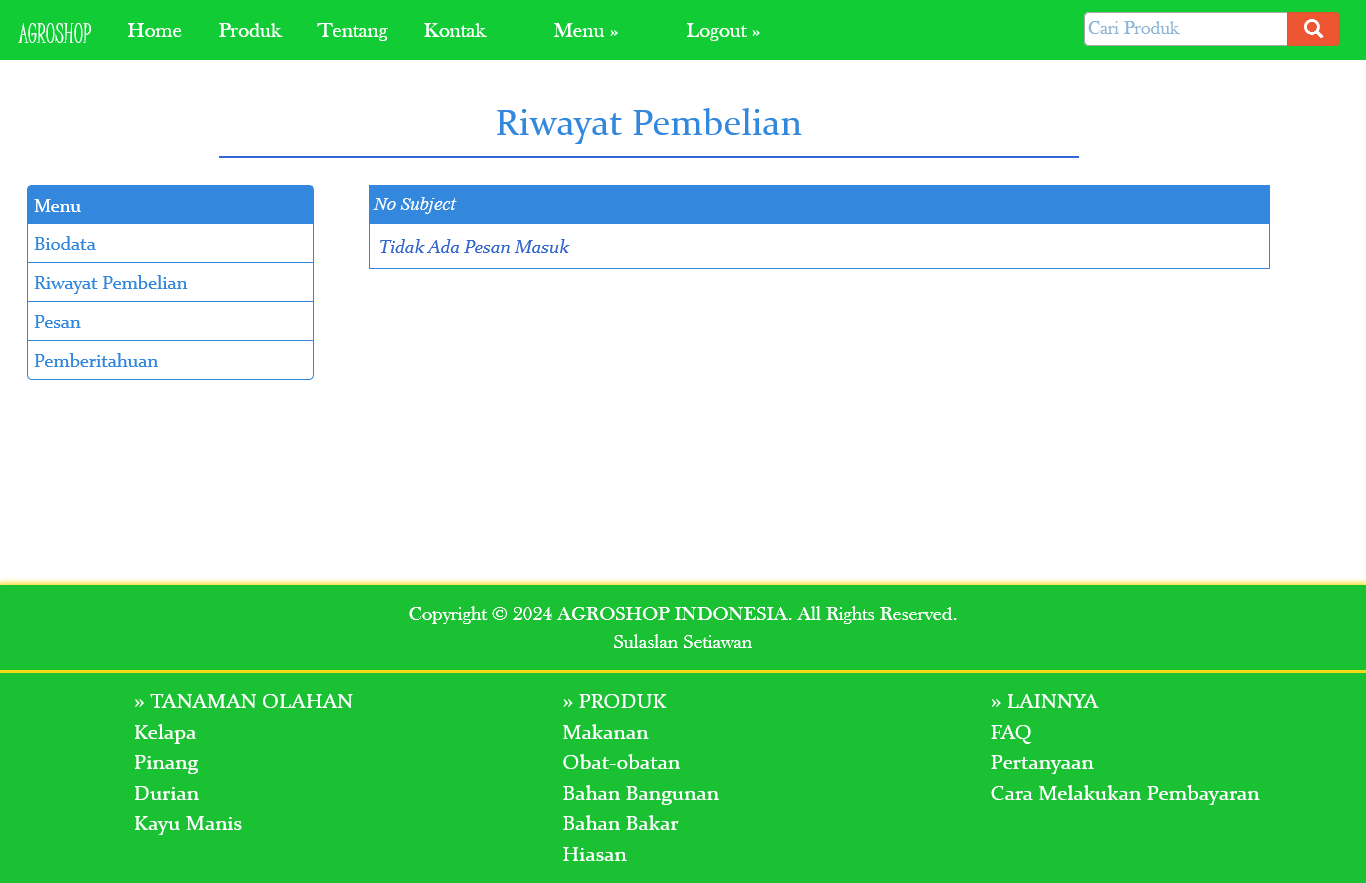 AGROSHOP Home Produk Tentang Kontak Menu » Logout » Cari Produk
Riwayat Pembelian
Menu
Biodata
Riwayat Pembelian
Pesan
Pemberitahuan
No Subject
Tidak Ada Pesan Masuk
Copyright © 2024 AGROSHOP INDONESIA. All Rights Reserved.
Sulaslan Setiawan
» TANAMAN OLAHAN
Kelapa
Pinang
Durian
Kayu Manis
» PRODUK
Makanan
Obat-obatan
Bahan Bangunan
Bahan Bakar
Hiasan
» LAINNYA
FAQ
Pertanyaan
Cara Melakukan Pembayaran